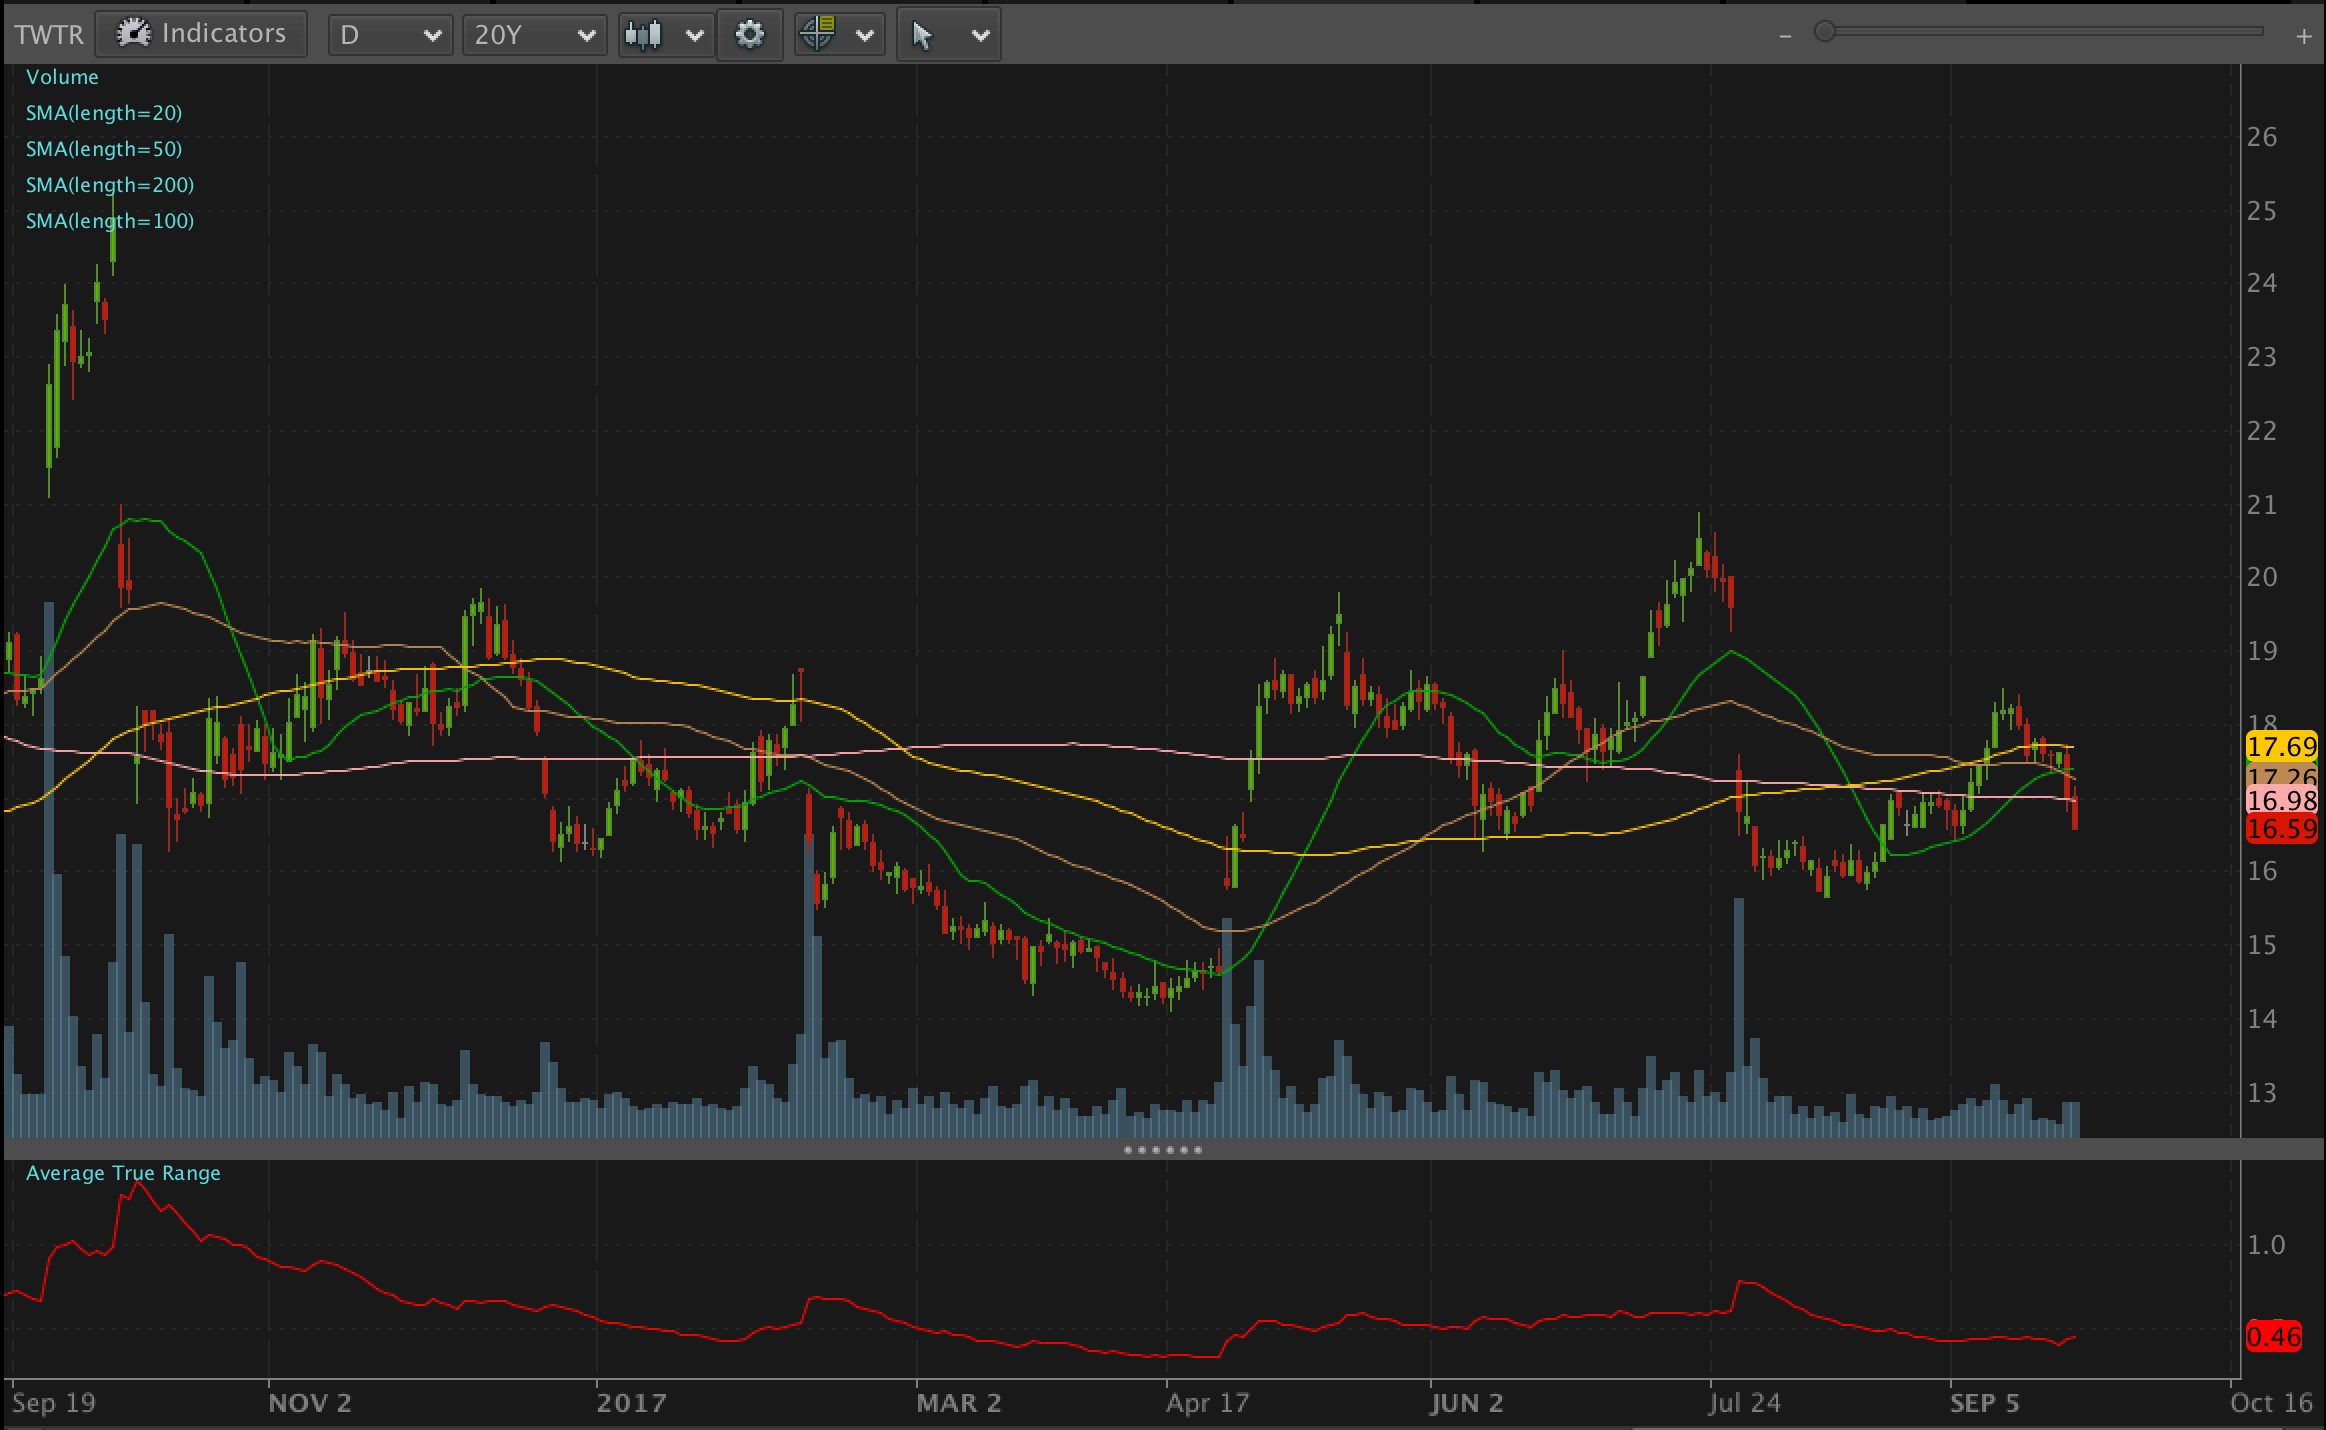 TWTR Indicators D 20Y − +
Volume
SMA(length=20)
SMA(length=50)
SMA(length=200)
SMA(length=100)
26
25
24
23
22
21
20
19
18
17.69
17.26
16.98
16.59
16
15
14
13
Average True Range
1.0
0.46
Sep 19 NOV 2 2017 MAR 2 Apr 17 JUN 2 Jul 24 SEP 5 Oct 16